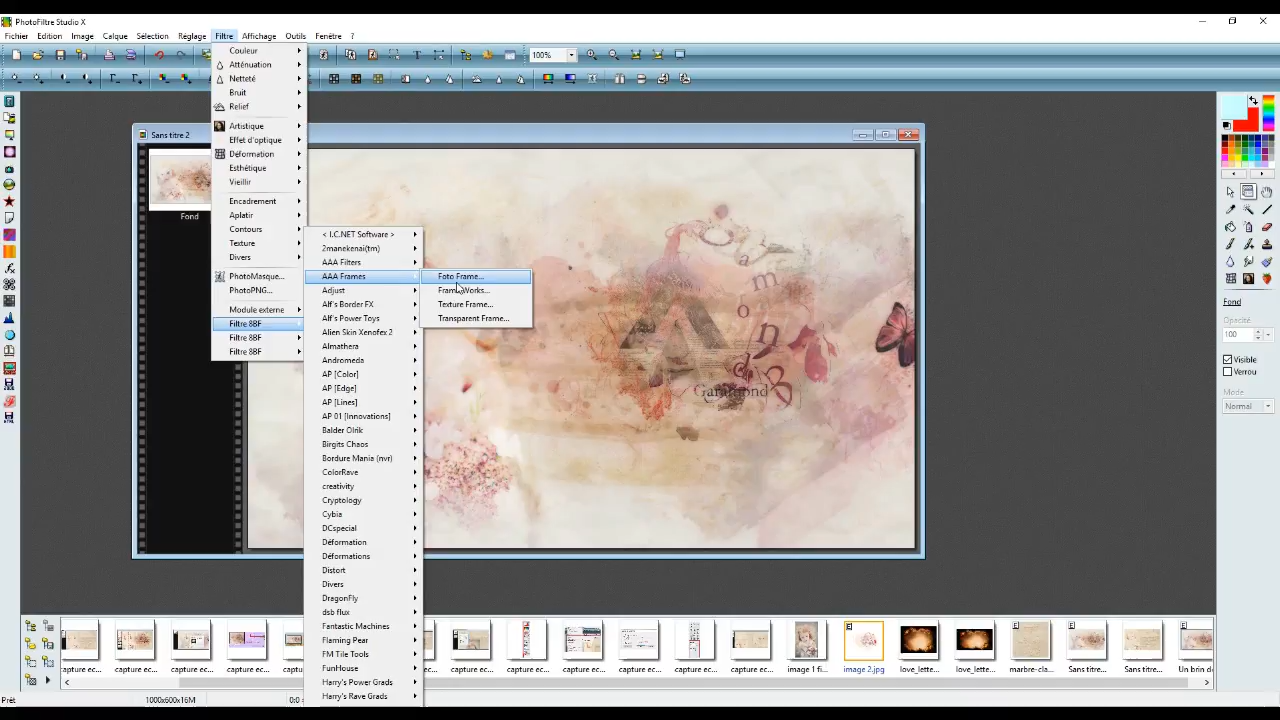 PhotoFiltre Studio X
Fichier Edition Image Calque Sélection Réglage Filtre Affichage Outils Fenêtre ?
100%
Couleur
Atténuation
Netteté
Bruit
Relief
Artistique
Effet d'optique
Déformation
Esthétique
Vieillir
Encadrement
Aplatir
Contours
Texture
Divers
PhotoMasque...
PhotoPNG...
Module externe
Filtre 8BF
Filtre 8BF
Filtre 8BF
Sans titre 2
Fond
< I.C.NET Software >
2manekenai(tm)
AAA Filters
AAA Frames
Adjust
Alf's Border FX
Alf's Power Toys
Alien Skin Xenofex 2
Almathera
Andromeda
AP [Color]
AP [Edge]
AP [Lines]
AP 01 [Innovations]
Balder Olrik
Birgits Chaos
Bordure Mania (nvr)
ColorRave
creativity
Cryptology
Cybia
DCspecial
Déformation
Déformations
Distort
Divers
DragonFly
dsb flux
Fantastic Machines
Flaming Pear
FM Tile Tools
FunHouse
Harry's Power Grads
Harry's Rave Grads
Foto Frame...
Frame Works...
Texture Frame...
Transparent Frame...
Garamond
Fond
Opacité
100
Visible
Verrou
Mode
Normal
capture ec... capture ec... capture ec... capture ec... capture ec... capture ec... capture ec... capture ec... capture ec... capture ec... image 1 fi... image 2.jpg love_lette... love_lette... marbre-cla... Sans titre... Sans titre... Un brin d...
Prêt 1000x600x16M